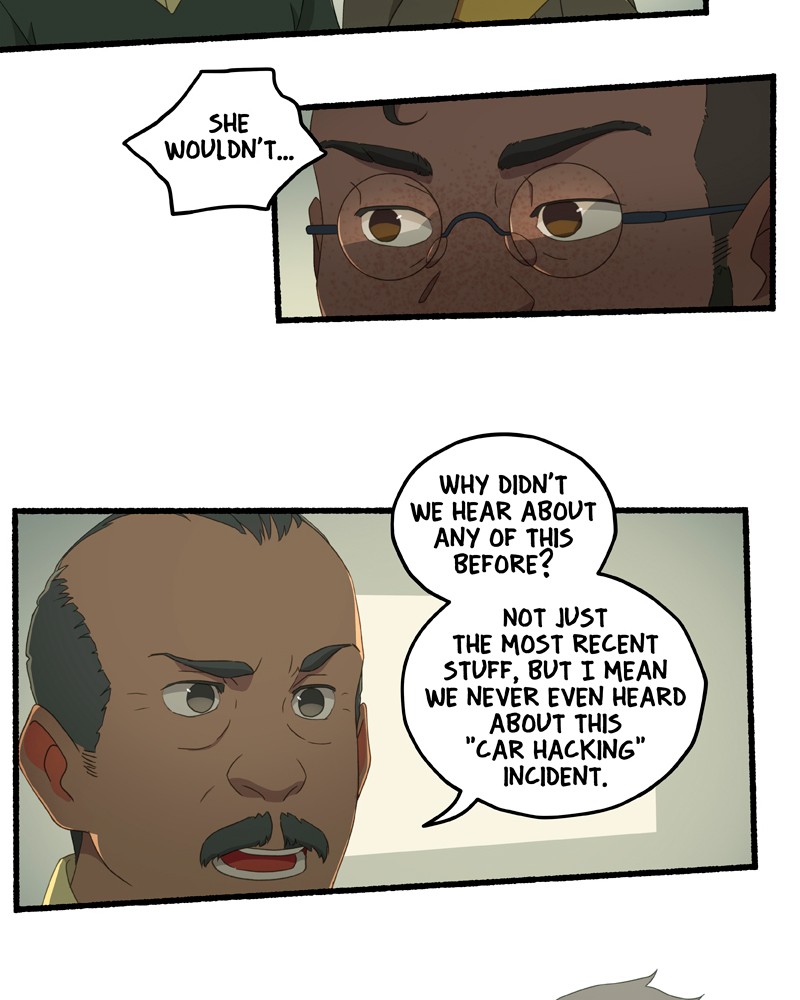 SHE
WOULDN'T...
WHY DIDN'T
WE HEAR ABOUT
ANY OF THIS
BEFORE?
NOT JUST
THE MOST RECENT
STUFF, BUT I MEAN
WE NEVER EVEN HEARD
ABOUT THIS
"CAR HACKING"
INCIDENT.